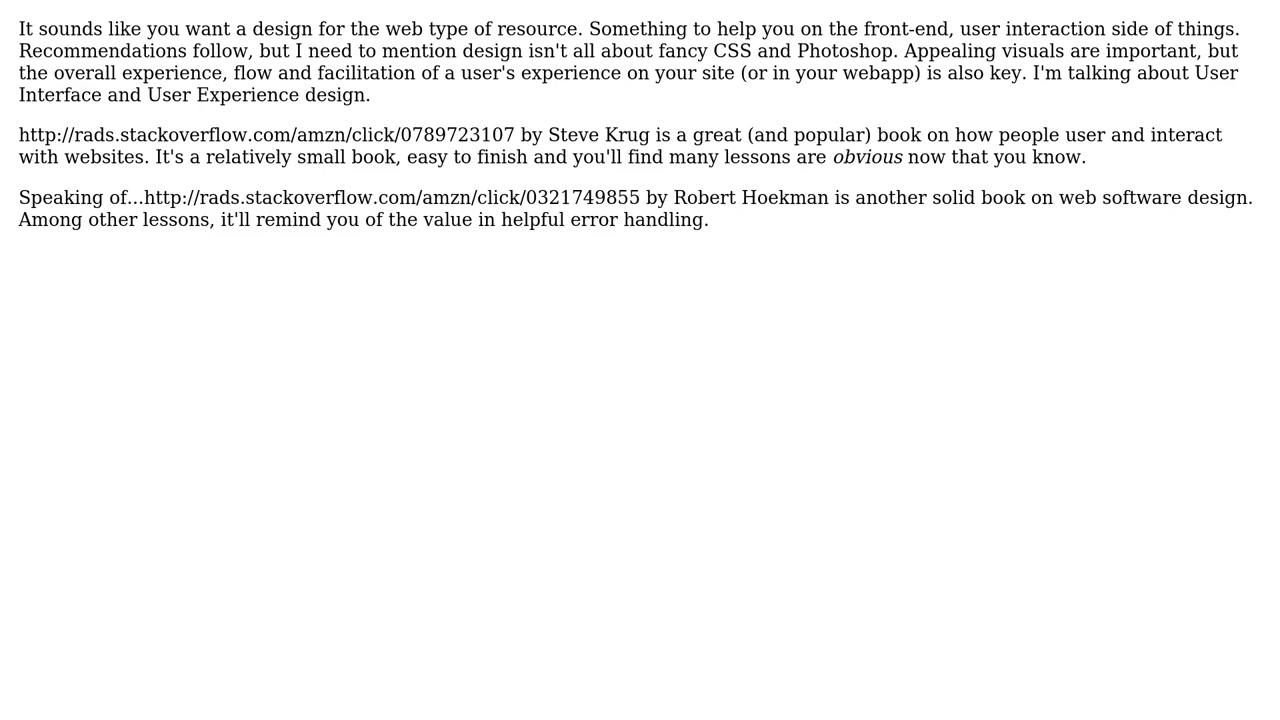 It sounds like you want a design for the web type of resource. Something to help you on the front-end, user interaction side of things.
Recommendations follow, but I need to mention design isn't all about fancy CSS and Photoshop. Appealing visuals are important, but
the overall experience, flow and facilitation of a user's experience on your site (or in your webapp) is also key. I'm talking about User
Interface and User Experience design.
http://rads.stackoverflow.com/amzn/click/0789723107 by Steve Krug is a great (and popular) book on how people user and interact
with websites. It's a relatively small book, easy to finish and you'll find many lessons are obvious now that you know.
Speaking of...http://rads.stackoverflow.com/amzn/click/0321749855 by Robert Hoekman is another solid book on web software design.
Among other lessons, it'll remind you of the value in helpful error handling.